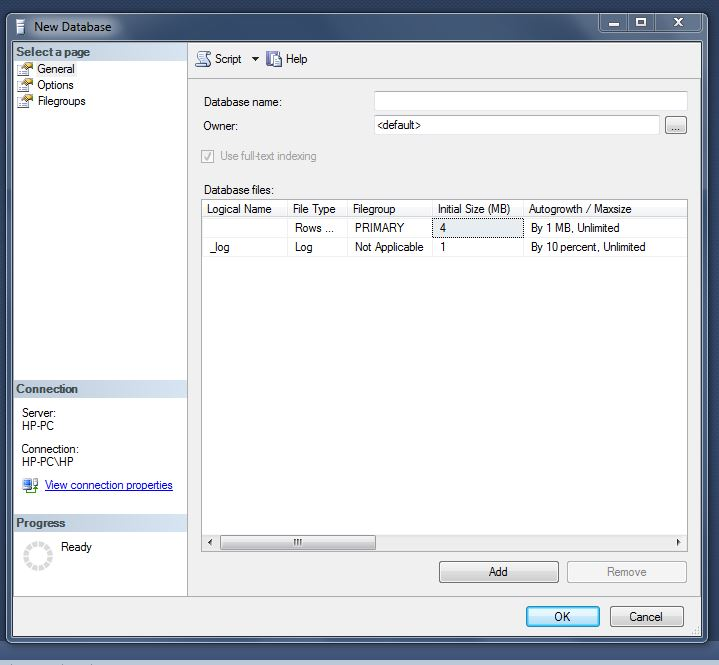 New Database
Select a page
General
Options
Filegroups
Script Help
Database name:
Owner: <default> ...
Use full-text indexing
Database files:
Logical Name File Type Filegroup Initial Size (MB) Autogrowth / Maxsize
Rows ... PRIMARY 4 By 1 MB, Unlimited
_log Log Not Applicable 1 By 10 percent, Unlimited
Connection
Server:
HP-PC
Connection:
HP-PC\HP
View connection properties
Progress
Ready
Add Remove
OK Cancel